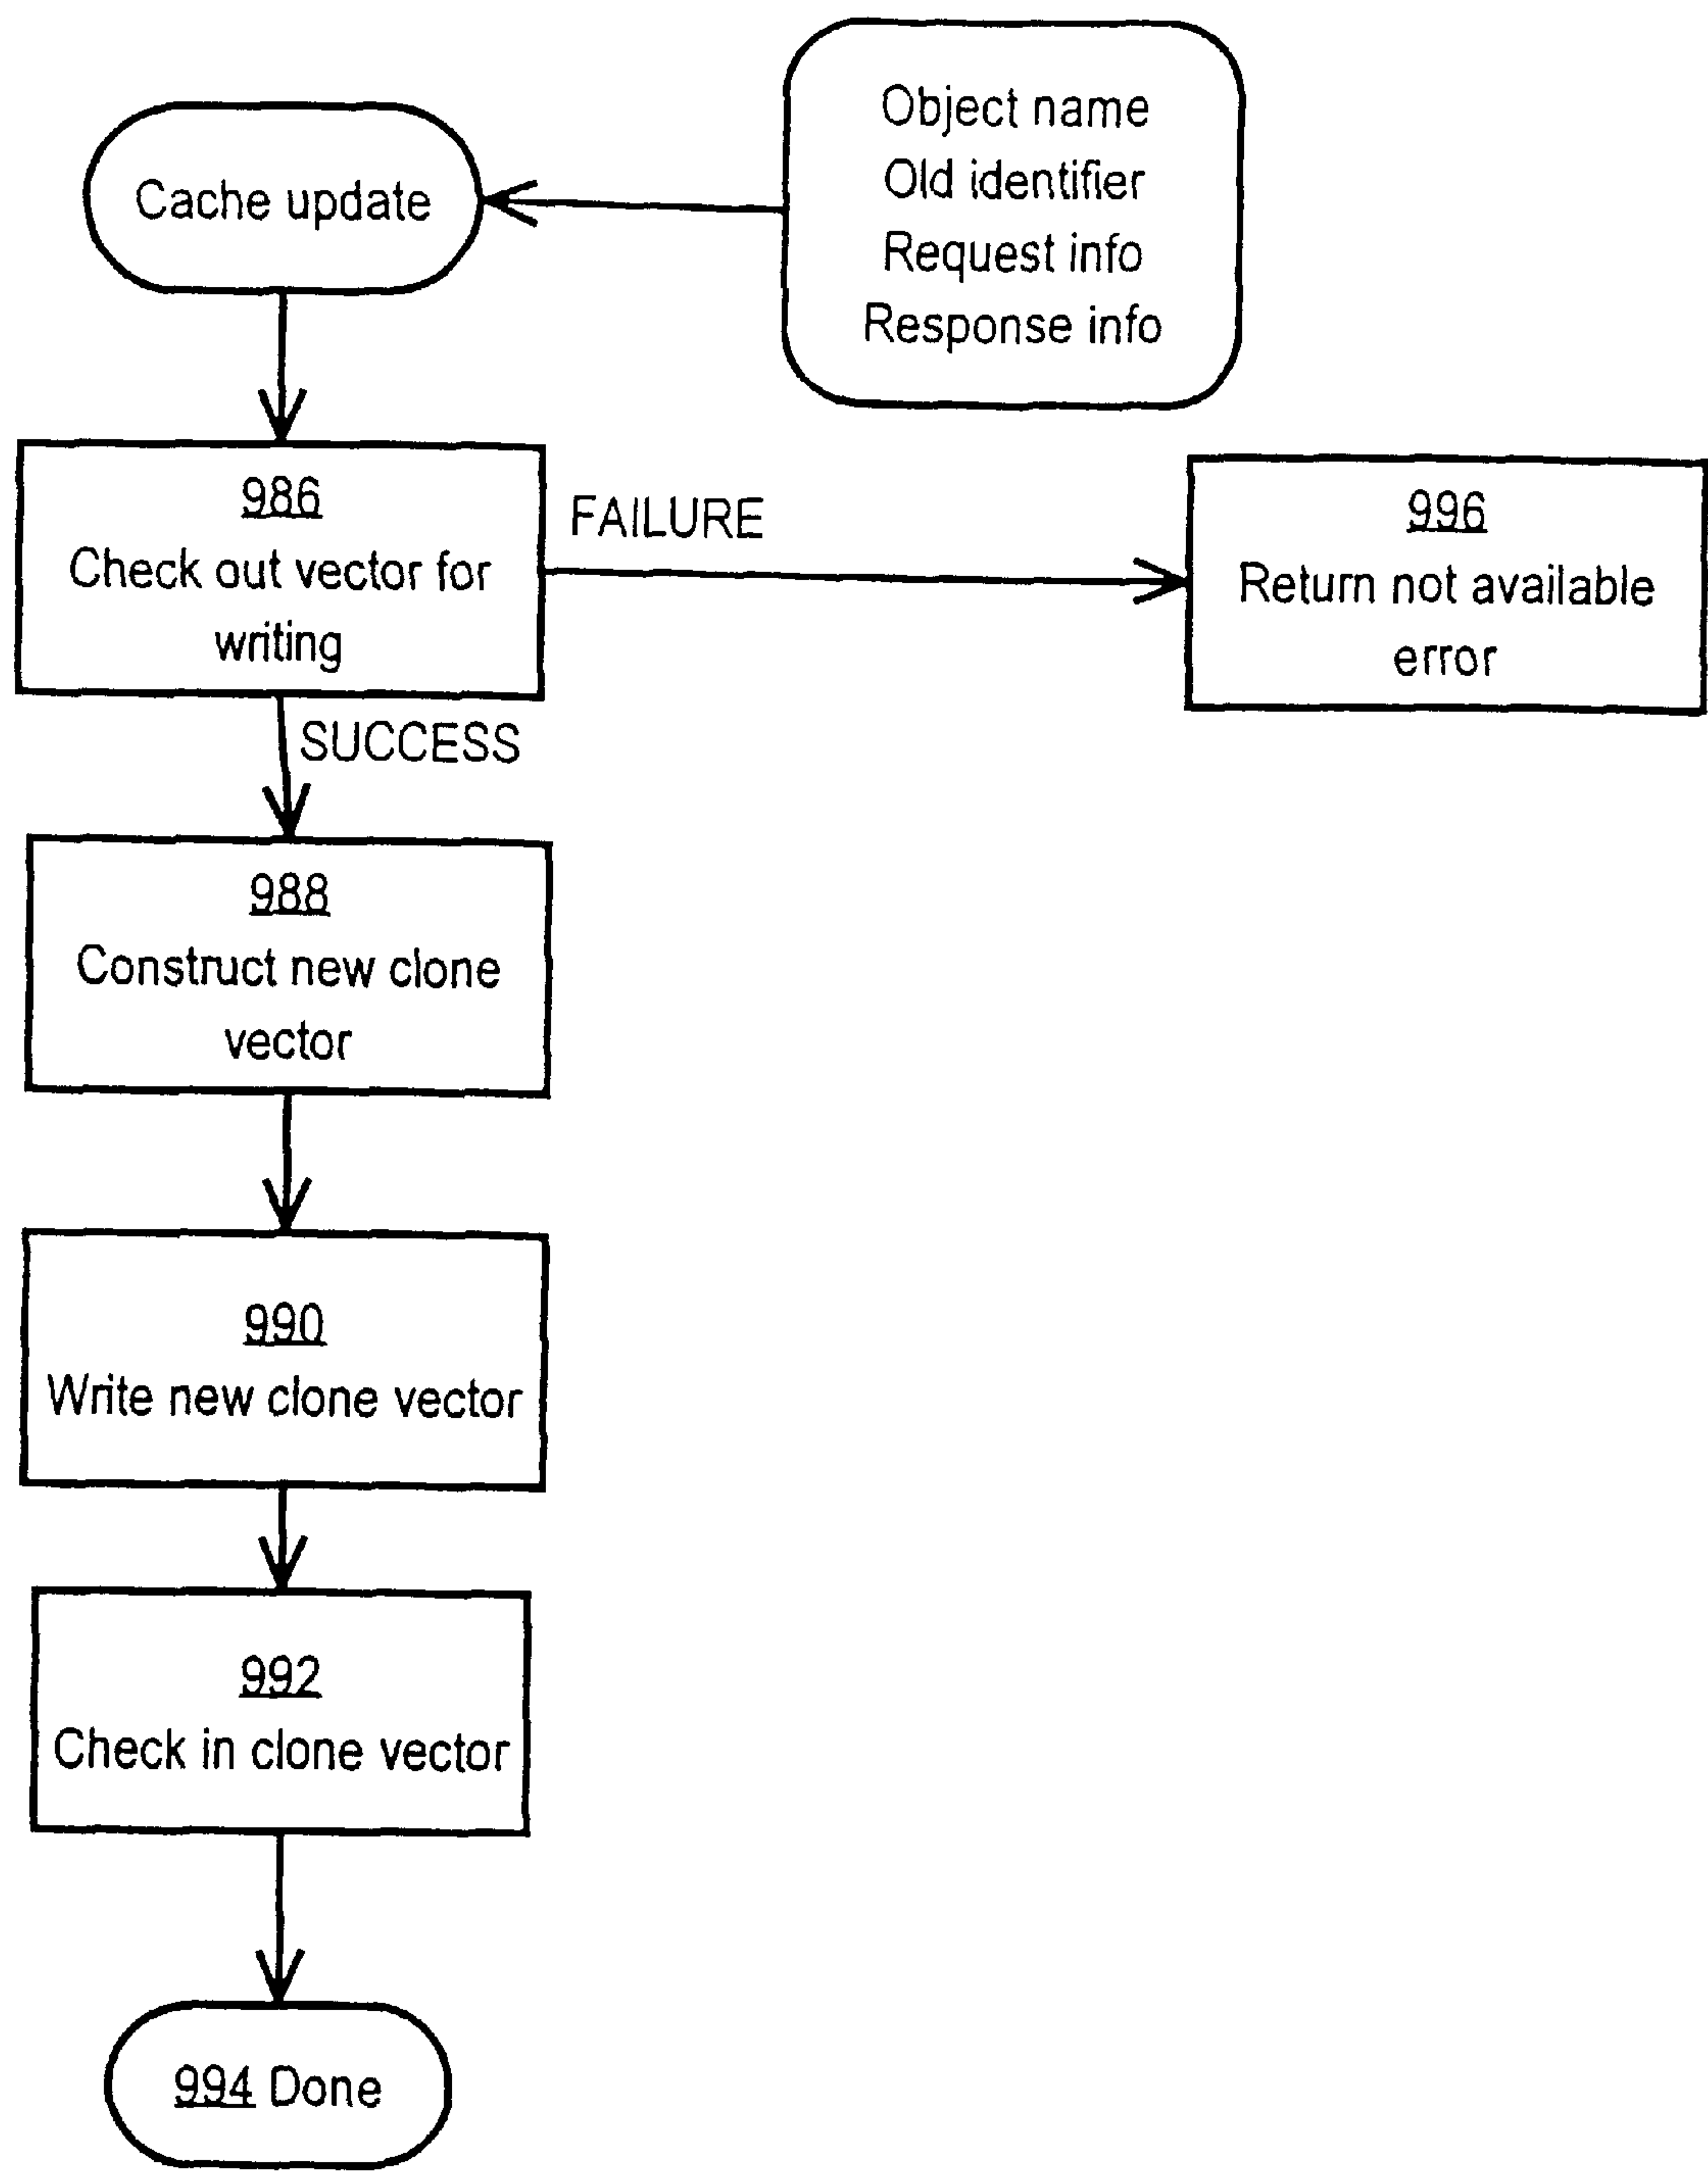 Object name
Old identifier
Request info
Response info
Cache update
986
Check out vector for
writing
FAILURE
996
Return not available
error
SUCCESS
988
Construct new clone
vector
990
Write new clone vector
992
Check in clone vector
994 Done